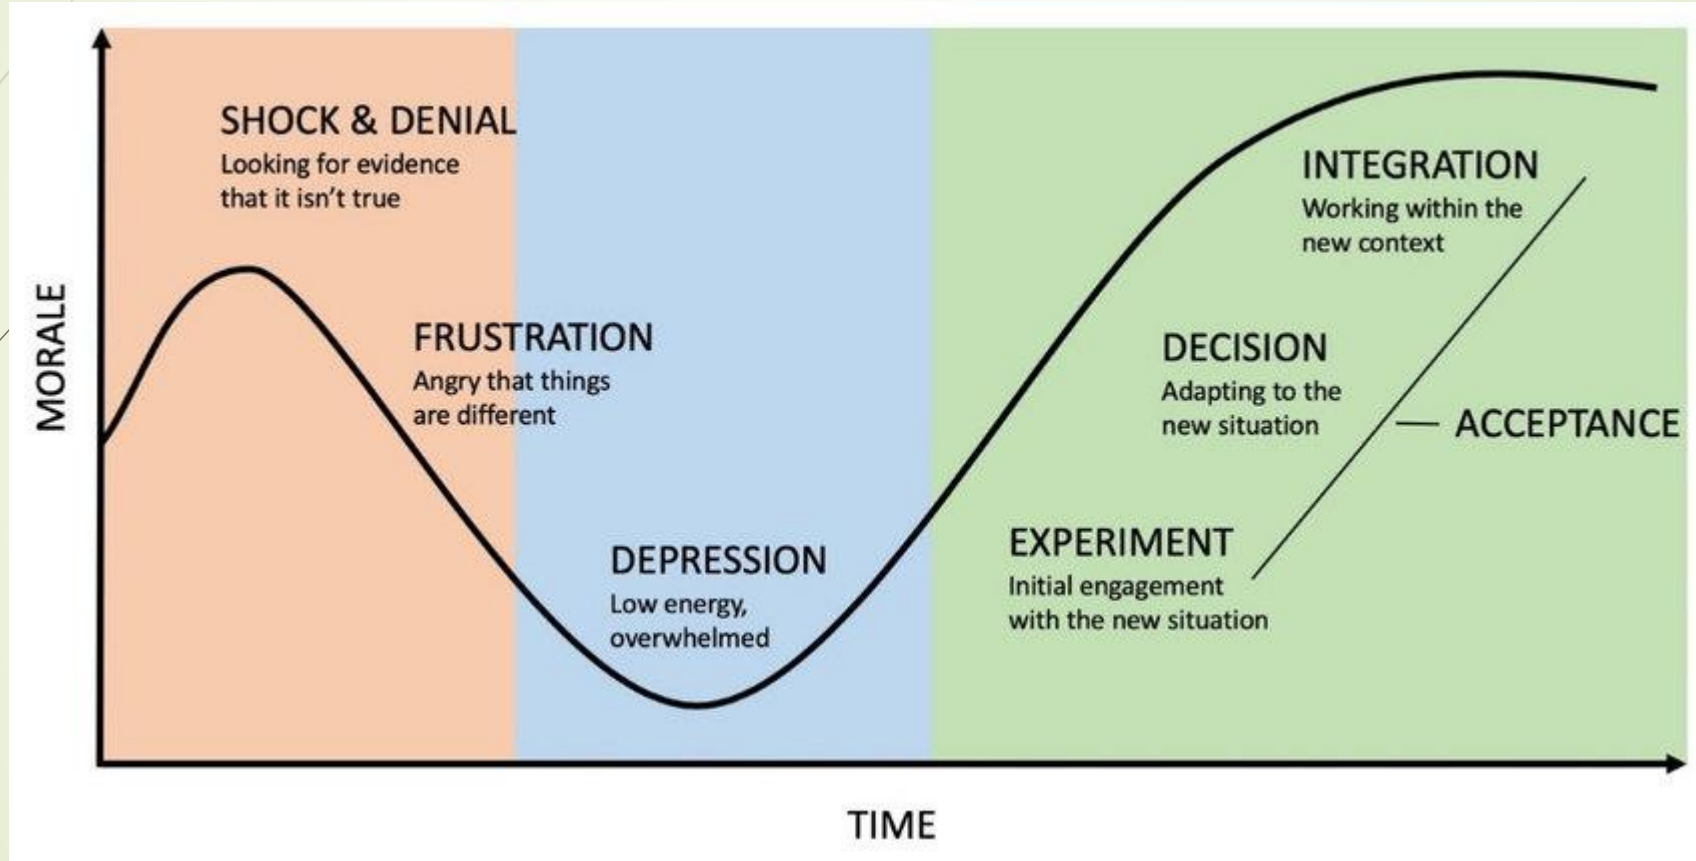 SHOCK & DENIAL
Looking for evidence
that it isn't true
FRUSTRATION
Angry that things
are different
DEPRESSION
Low energy,
overwhelmed
INTEGRATION
Working within the
new context
DECISION
Adapting to the
new situation
ACCEPTANCE
EXPERIMENT
Initial engagement
with the new situation
MORALE
TIME